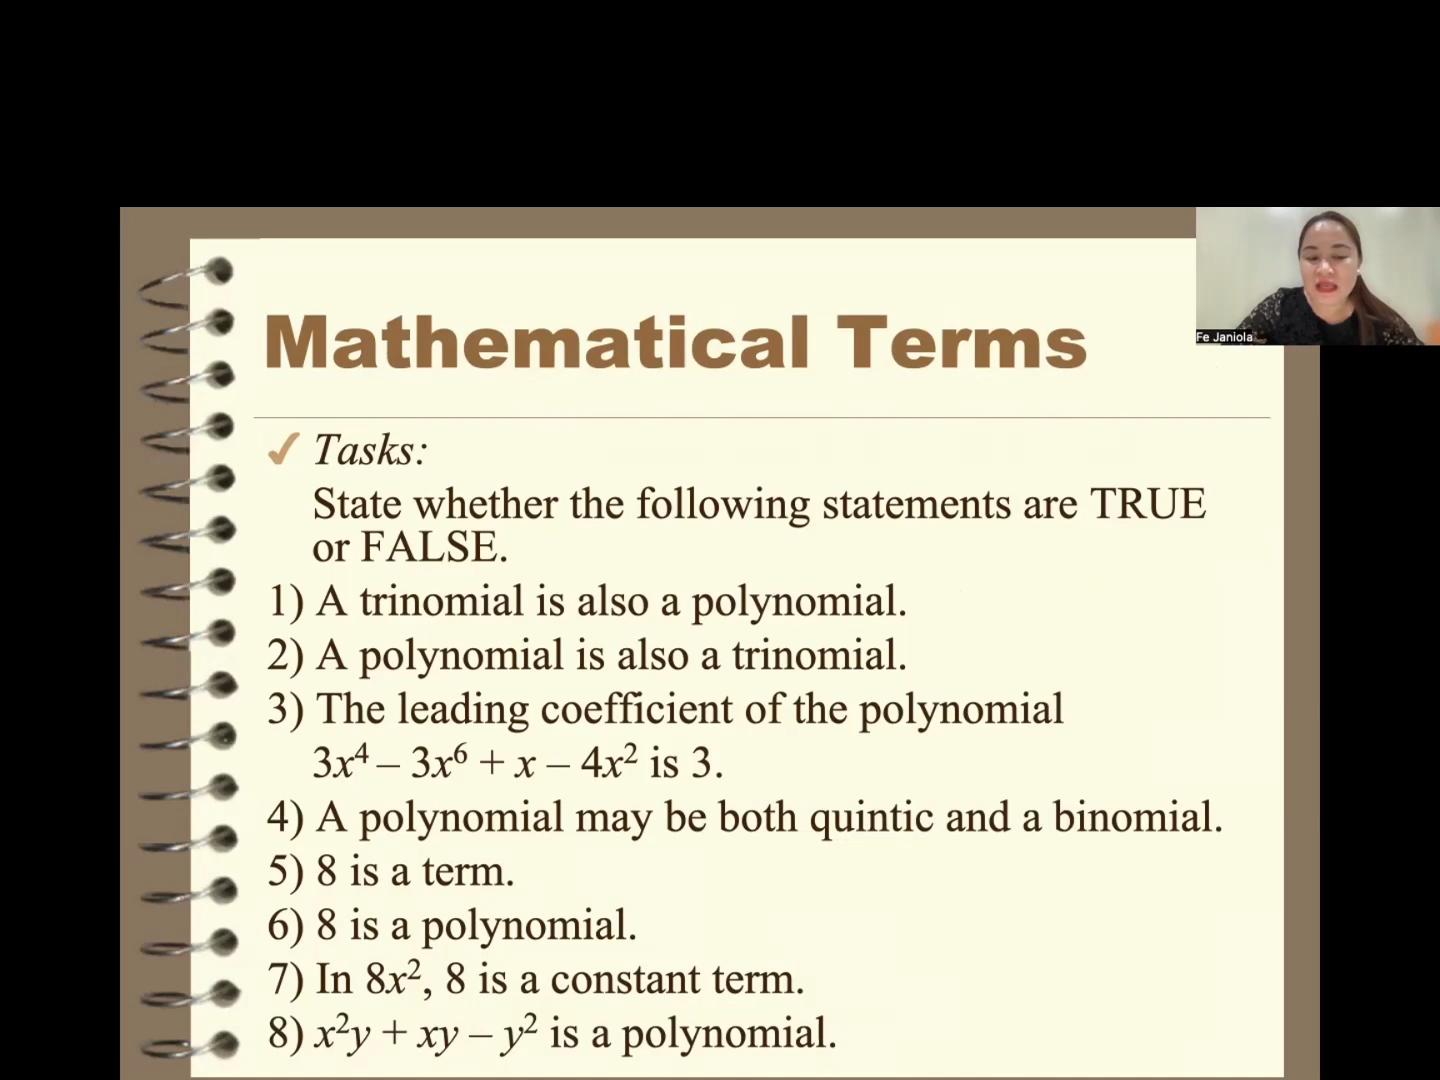 Mathematical Terms
Fe Janiola
✓ Tasks:
State whether the following statements are TRUE
or FALSE.
1) A trinomial is also a polynomial.
2) A polynomial is also a trinomial.
3) The leading coefficient of the polynomial
3x⁴ – 3x⁶ + x – 4x² is 3.
4) A polynomial may be both quintic and a binomial.
5) 8 is a term.
6) 8 is a polynomial.
7) In 8x², 8 is a constant term.
8) x²y + xy – y² is a polynomial.